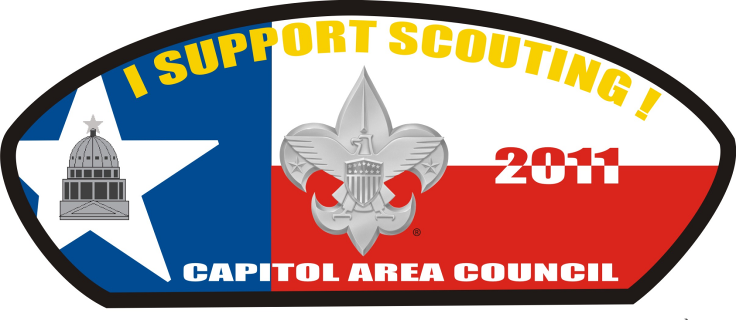 I SUPPORT SCOUTING !
2011
®
CAPITOL AREA COUNCIL